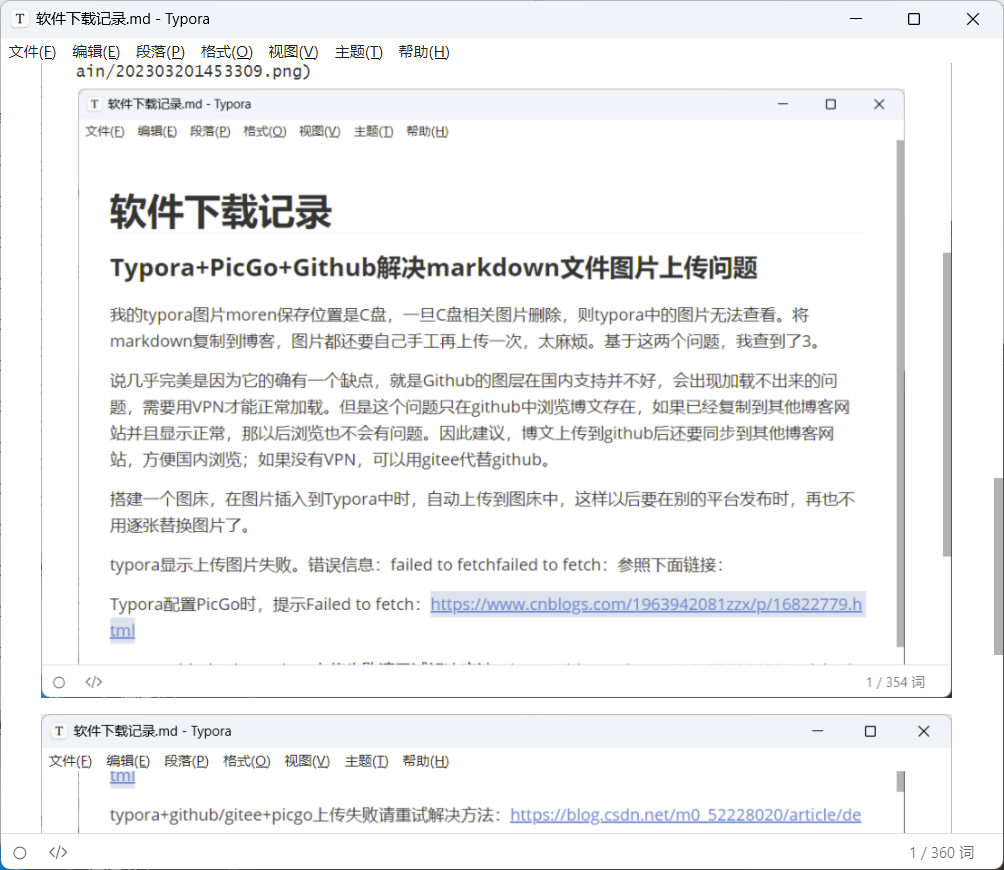 软件下载记录.md - Typora
文件(F) 编辑(E) 段落(P) 格式(O) 视图(V) 主题(T) 帮助(H)
ain/202303201453309.png)
软件下载记录.md - Typora
文件(F) 编辑(E) 段落(P) 格式(O) 视图(V) 主题(T) 帮助(H)
软件下载记录
Typora+PicGo+Github解决markdown文件图片上传问题
我的typora图片moren保存位置是C盘，一旦C盘相关图片删除，则typora中的图片无法查看。将
markdown复制到博客，图片都还要自己手工再上传一次，太麻烦。基于这两个问题，我查到了3。
说几乎完美是因为它的确有一个缺点，就是Github的图层在国内支持并不好，会出现加载不出来的问
题，需要用VPN才能正常加载。但是这个问题只在github中浏览博文存在，如果已经复制到其他博客网
站并且显示正常，那以后浏览也不会有问题。因此建议，博文上传到github后还要同步到其他博客网
站，方便国内浏览；如果没有VPN，可以用gitee代替github。
搭建一个图床，在图片插入到Typora中时，自动上传到图床中，这样以后要在别的平台发布时，再也不
用逐张替换图片了。
typora显示上传图片失败。错误信息：failed to fetchfailed to fetch：参照下面链接：
Typora配置PicGo时，提示Failed to fetch：https://www.cnblogs.com/1963942081zzx/p/16822779.h
tml
1 / 354 词
软件下载记录.md - Typora
文件(F) 编辑(E) 段落(P) 格式(O) 视图(V) 主题(T) 帮助(H)
tml
typora+github/gitee+picgo上传失败请重试解决方法：https://blog.csdn.net/m0_52228020/article/de
1 / 360 词